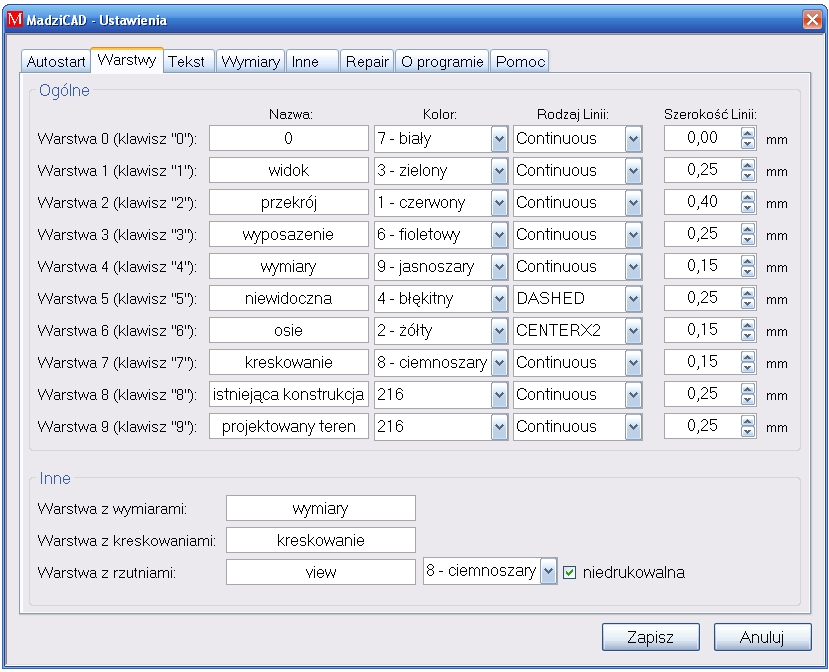 MadziCAD - Ustawienia
Autostart Warstwy Tekst Wymiary Inne Repair O programie Pomoc
Ogólne
Nazwa: Kolor: Rodzaj Linii: Szerokość Linii:
Warstwa 0 (klawisz "0"): 0 7 - biały Continuous 0,00 mm
Warstwa 1 (klawisz "1"): widok 3 - zielony Continuous 0,25 mm
Warstwa 2 (klawisz "2"): przekrój 1 - czerwony Continuous 0,40 mm
Warstwa 3 (klawisz "3"): wyposazenie 6 - fioletowy Continuous 0,25 mm
Warstwa 4 (klawisz "4"): wymiary 9 - jasnoszary Continuous 0,15 mm
Warstwa 5 (klawisz "5"): niewidoczna 4 - błękitny DASHED 0,25 mm
Warstwa 6 (klawisz "6"): osie 2 - żółty CENTERX2 0,15 mm
Warstwa 7 (klawisz "7"): kreskowanie 8 - ciemnoszary Continuous 0,15 mm
Warstwa 8 (klawisz "8"): istniejąca konstrukcja 216 Continuous 0,25 mm
Warstwa 9 (klawisz "9"): projektowany teren 216 Continuous 0,25 mm
Inne
Warstwa z wymiarami: wymiary
Warstwa z kreskowaniami: kreskowanie
Warstwa z rzutniami: view 8 - ciemnoszary niedrukowalna
Zapisz Anuluj